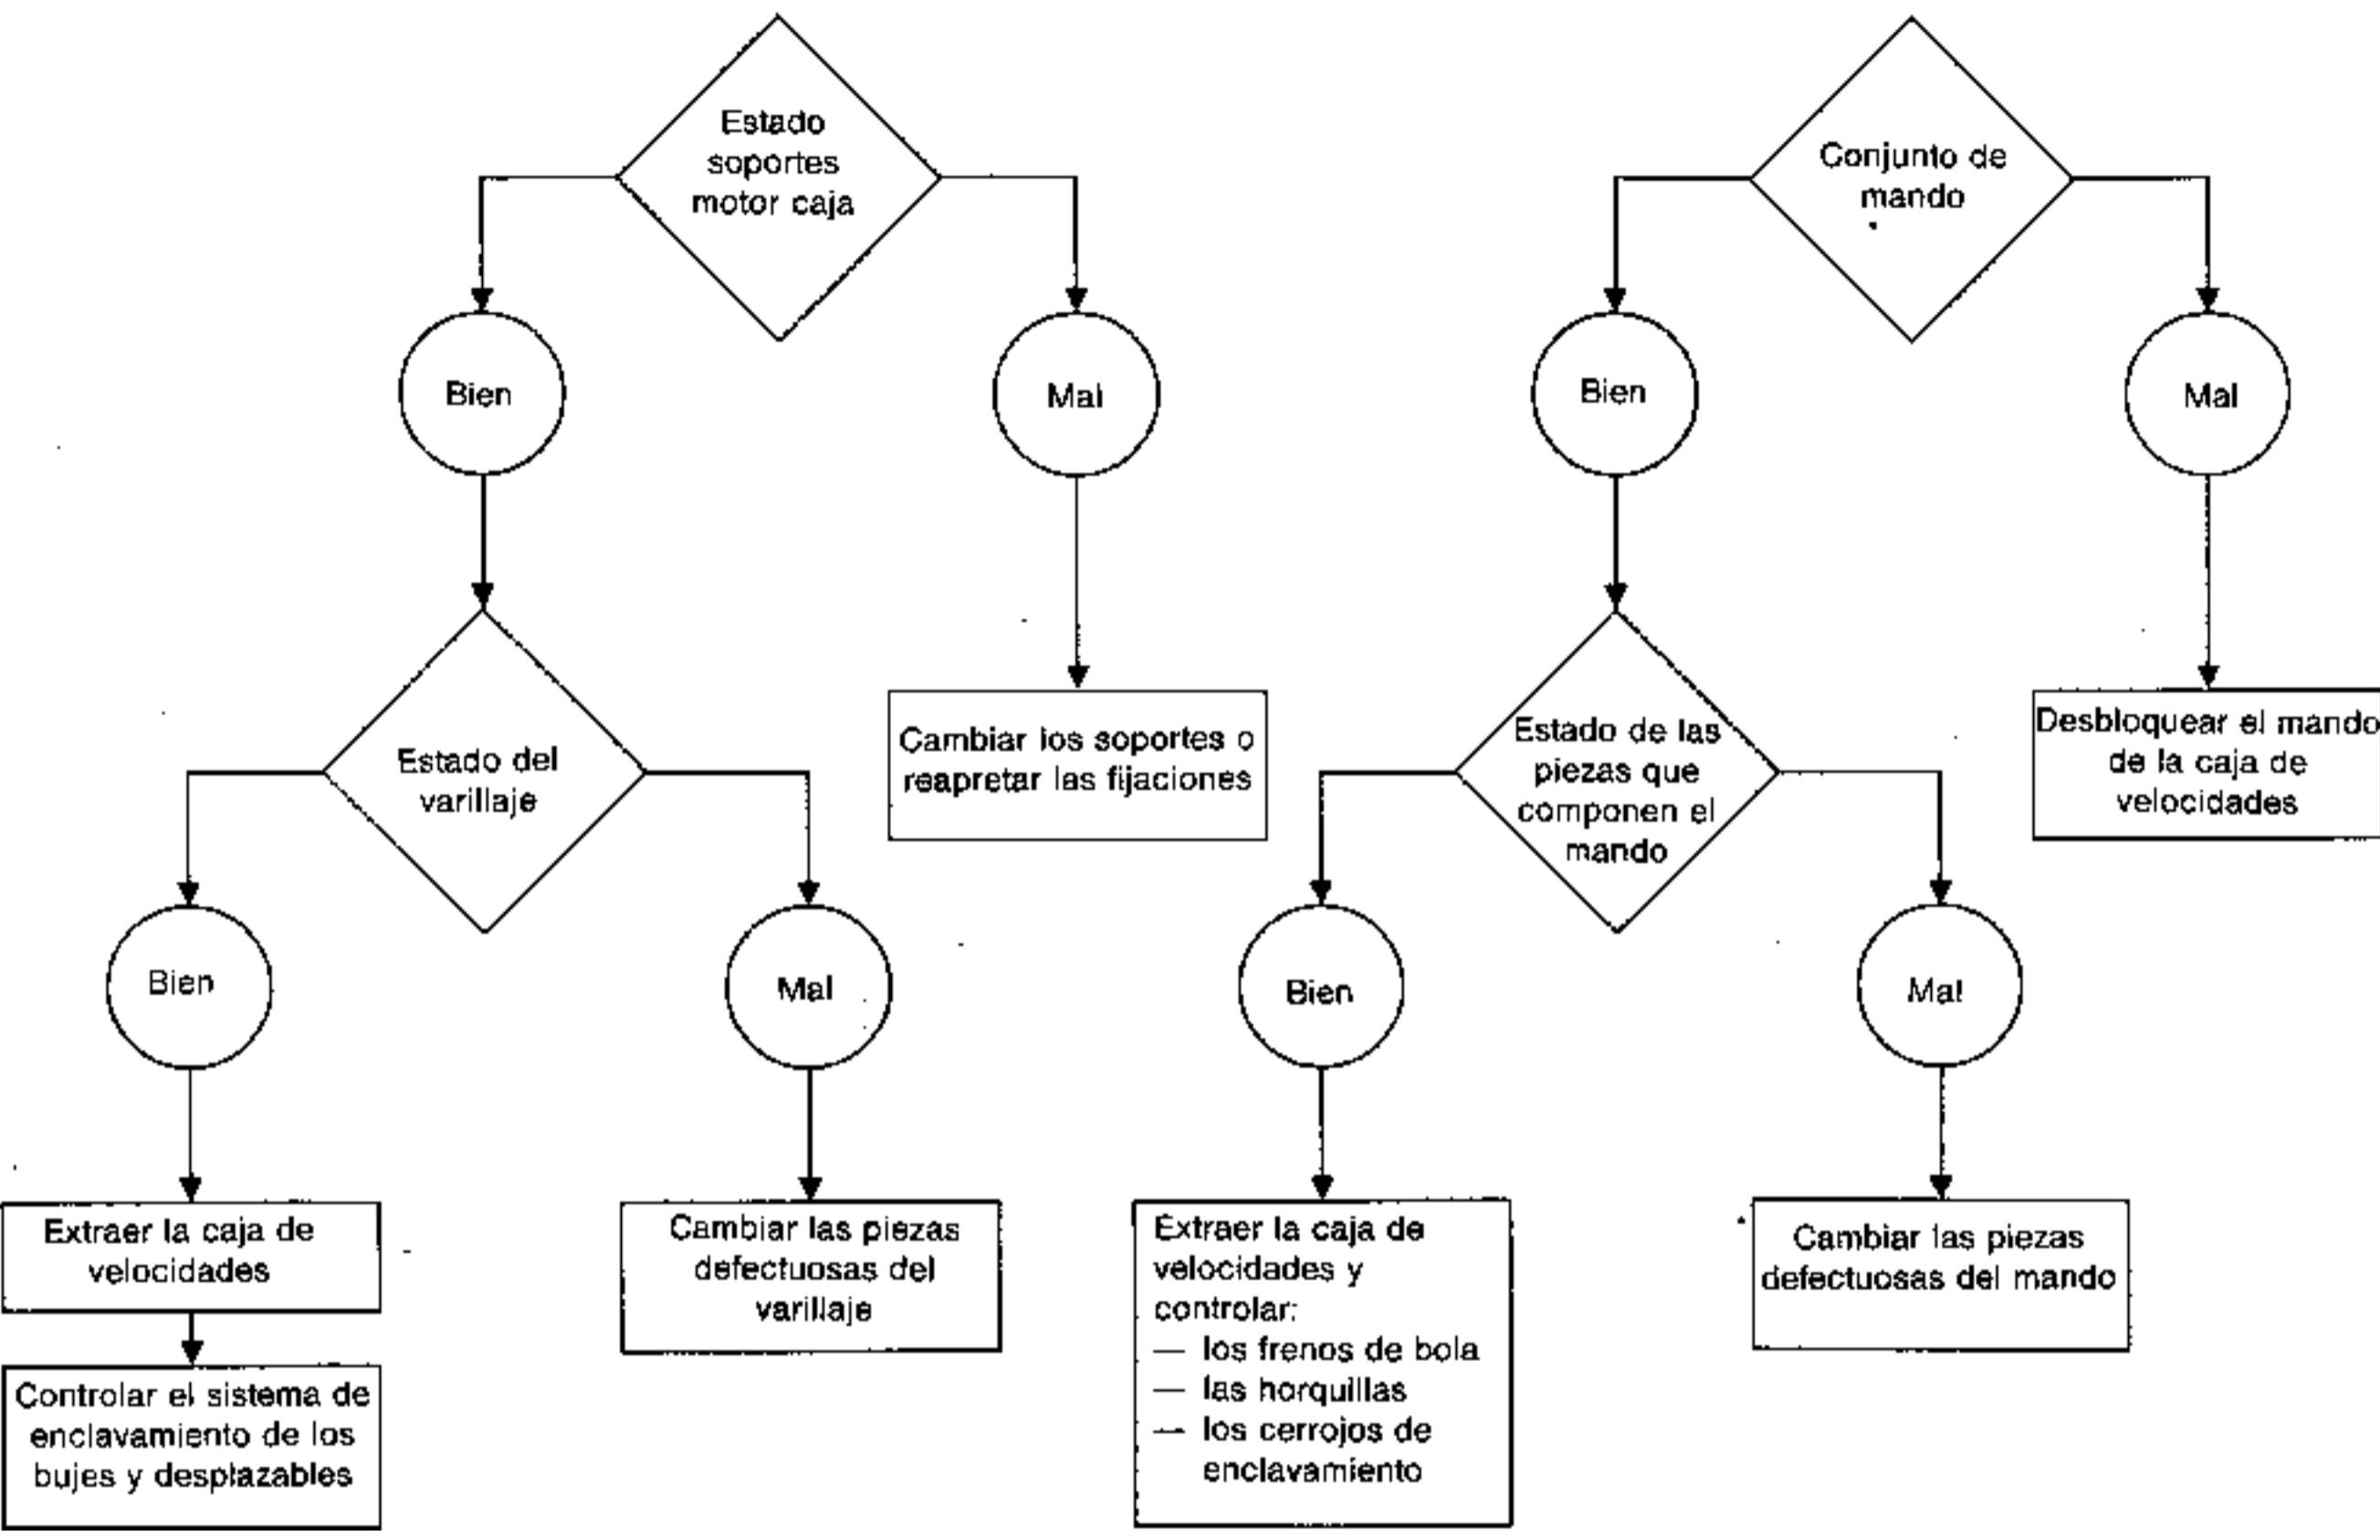 Estado
soportes
motor caja
Bien
Mal
Cambiar los soportes o
reapretar las fijaciones
Estado del
varillaje
Bien
Mal
Extraer la caja de
velocidades
Controlar el sistema de
enclavamiento de los
bujes y desplazables
Cambiar las piezas
defectuosas del
varillaje
Conjunto de
mando
Bien
Mal
Desbloquear el mando
de la caja de
velocidades
Estado de las
piezas que
componen el
mando
Bien
Mal
Extraer la caja de
velocidades y
controlar:
— los frenos de bola
— las horquillas
— los cerrojos de
enclavamiento
Cambiar las piezas
defectuosas del mando